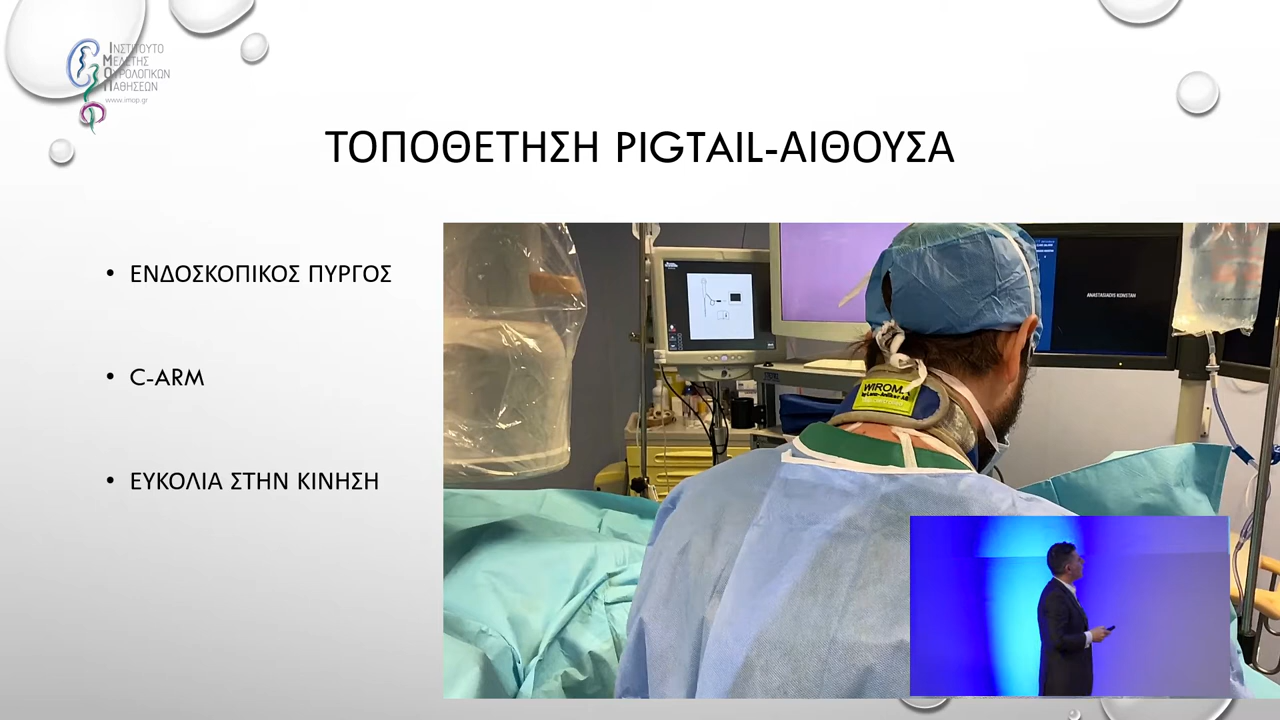 ΙΝΣΤΙΤΟΥΤΟ
ΜΕΛΕΤΗΣ
ΟΥΡΟΛΟΓΙΚΩΝ
ΠΑΘΗΣΕΩΝ
www.imop.gr
ΤΟΠΟΘΕΤΗΣΗ PIGTAIL-ΑΙΘΟΥΣΑ
• ΕΝΔΟΣΚΟΠΙΚΟΣ ΠΥΡΓΟΣ
• C-ARM
• ΕΥΚΟΛΙΑ ΣΤΗΝ ΚΙΝΗΣΗ
ANASTASIADIS KONSTAN
WIROM